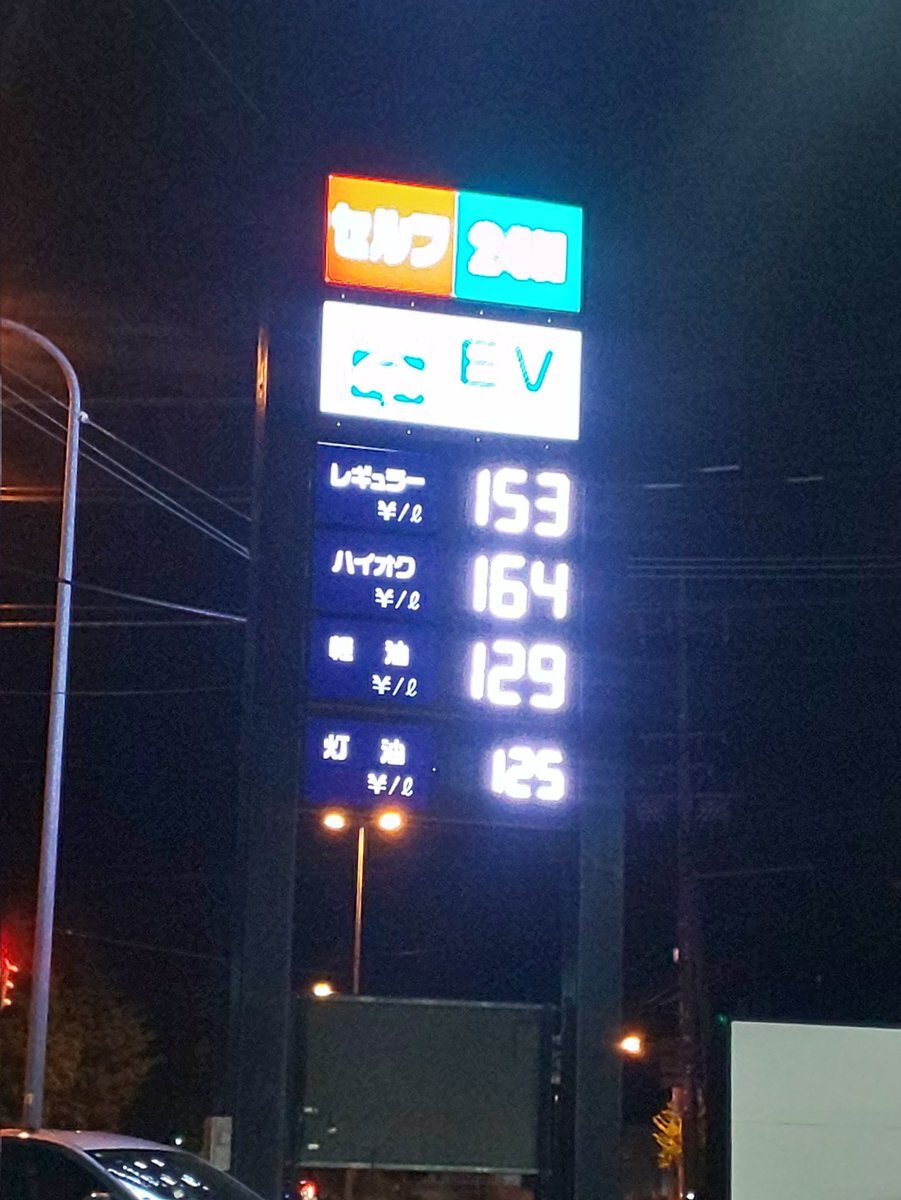 セルフ
24H
EV
レギュラー 153
¥/ℓ
ハイオク 164
¥/ℓ
軽 油 129
¥/ℓ
灯 油 125
¥/ℓ